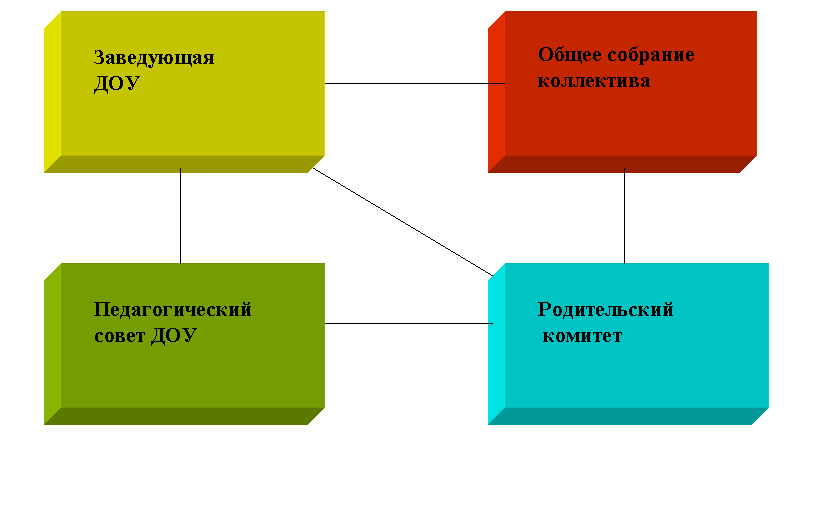 Заведующая
ДОУ
Общее собрание
коллектива
Педагогический
совет ДОУ
Родительский
комитет